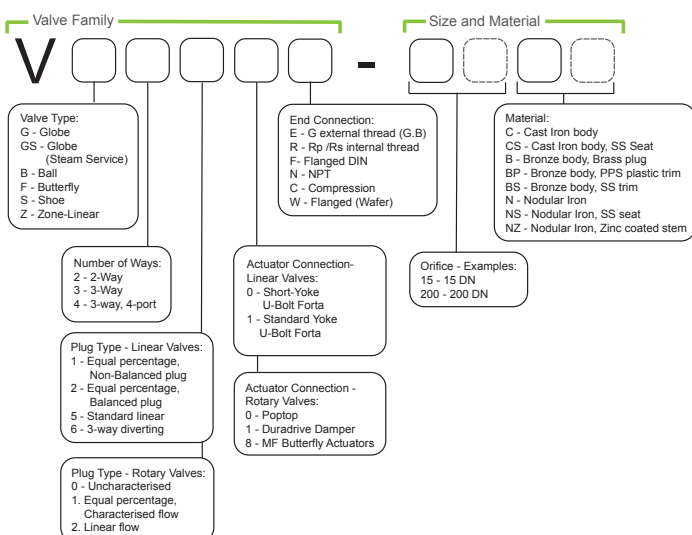 Valve Family
Size and Material
V
-
Valve Type:
G - Globe
GS - Globe
(Steam Service)
B - Ball
F - Butterfly
S - Shoe
Z - Zone-Linear
End Connection:
E - G external thread (G.B)
R - Rp /Rs internal thread
F- Flanged DIN
N - NPT
C - Compression
W - Flanged (Wafer)
Material:
C - Cast Iron body
CS - Cast Iron body, SS Seat
B - Bronze body, Brass plug
BP - Bronze body, PPS plastic trim
BS - Bronze body, SS trim
N - Nodular Iron
NS - Nodular Iron, SS seat
NZ - Nodular Iron, Zinc coated stem
Number of Ways:
2 - 2-Way
3 - 3-Way
4 - 3-way, 4-port
Actuator Connection-
Linear Valves:
0 - Short-Yoke
U-Bolt Forta
1 - Standard Yoke
U-Bolt Forta
Orifice - Examples:
15 - 15 DN
200 - 200 DN
Plug Type - Linear Valves:
1 - Equal percentage,
Non-Balanced plug
2 - Equal percentage,
Balanced plug
5 - Standard linear
6 - 3-way diverting
Actuator Connection -
Rotary Valves:
0 - Poptop
1 - Duradrive Damper
8 - MF Butterfly Actuators
Plug Type - Rotary Valves:
0 - Uncharacterised
1. Equal percentage,
Characterised flow
2. Linear flow